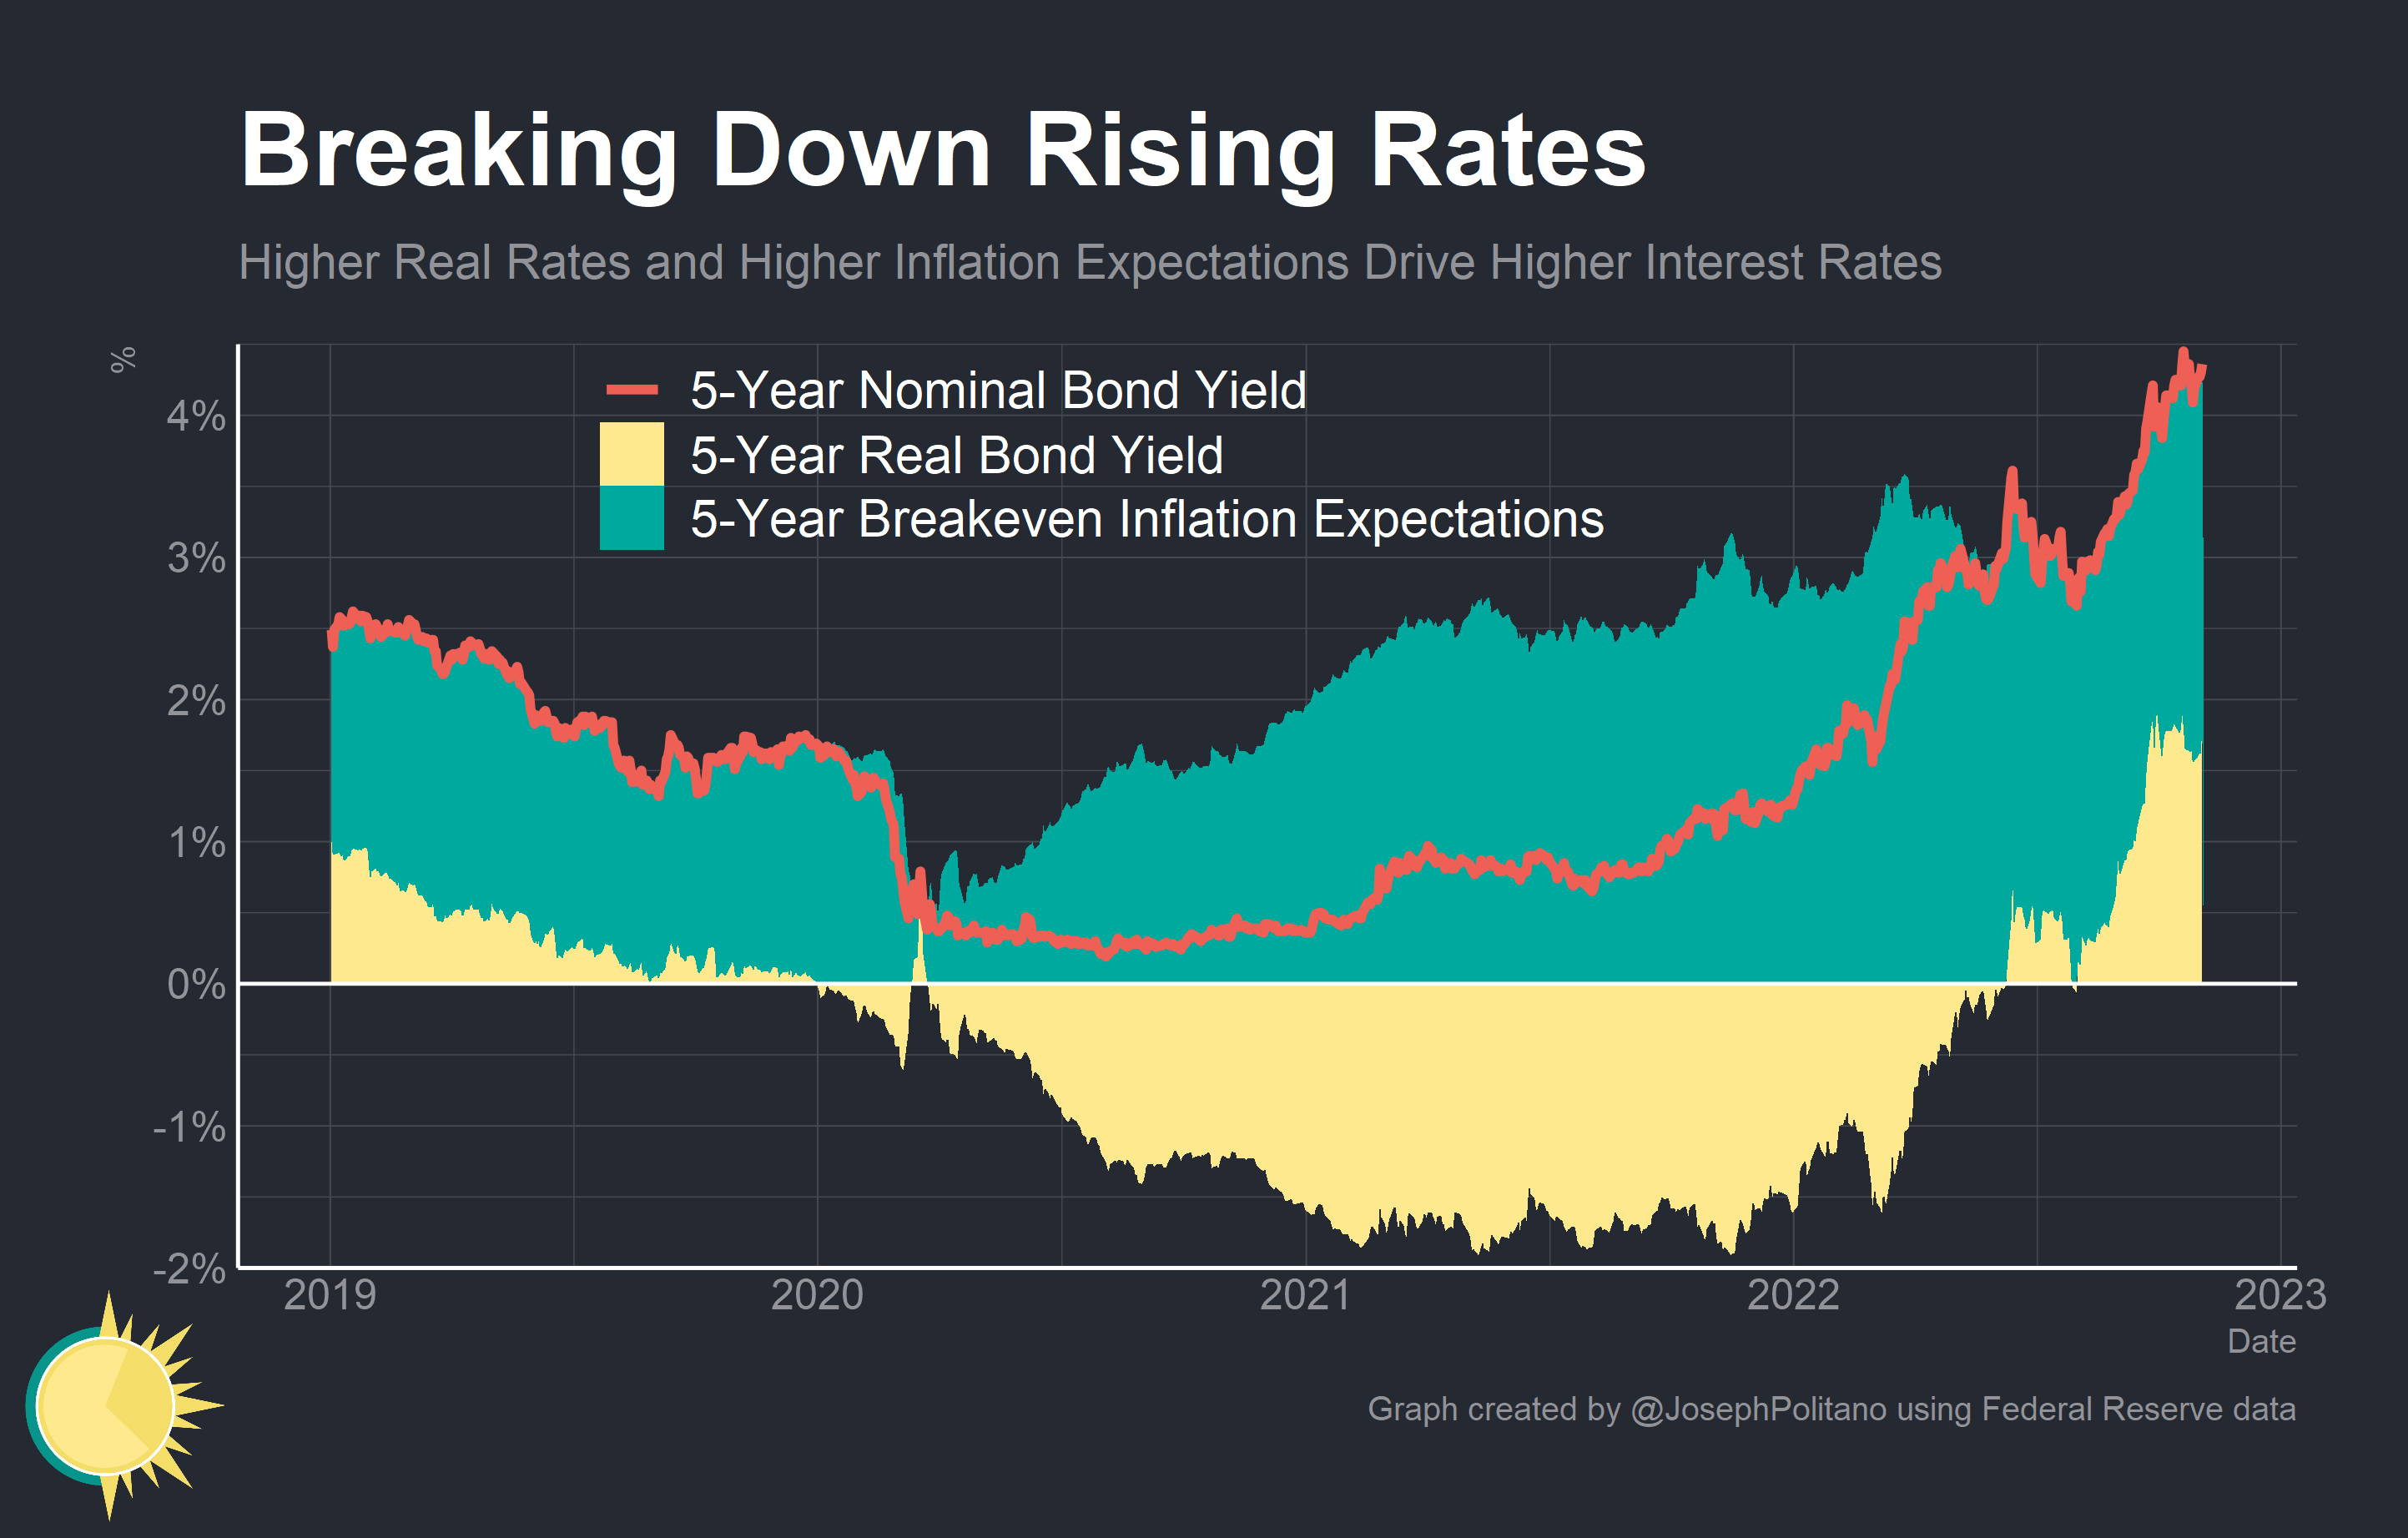 Breaking Down Rising Rates
Higher Real Rates and Higher Inflation Expectations Drive Higher Interest Rates
%
5-Year Nominal Bond Yield
5-Year Real Bond Yield
5-Year Breakeven Inflation Expectations
4%
3%
2%
1%
0%
-1%
-2%
2019 2020 2021 2022 2023
Date
Graph created by @JosephPolitano using Federal Reserve data